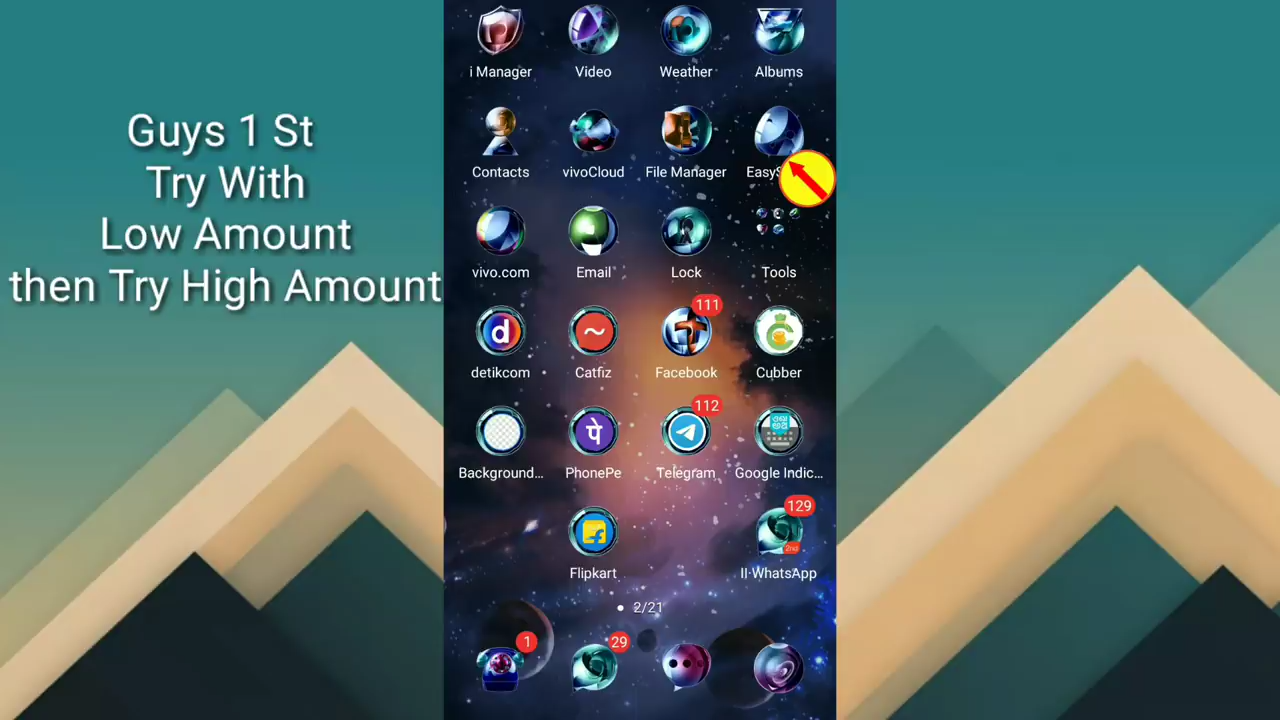 Guys 1 St
Try With
Low Amount
then Try High Amount
i Manager
Video
Weather
Albums
Contacts
vivoCloud
File Manager
vivo.com
Email
Lock
Tools
d
detikcom
Catfiz
111
Facebook
Cubber
Background...
पे
PhonePe
112
Telegram
Google Indic...
Flipkart
129
2nd
II·WhatsApp
2/21
1
29